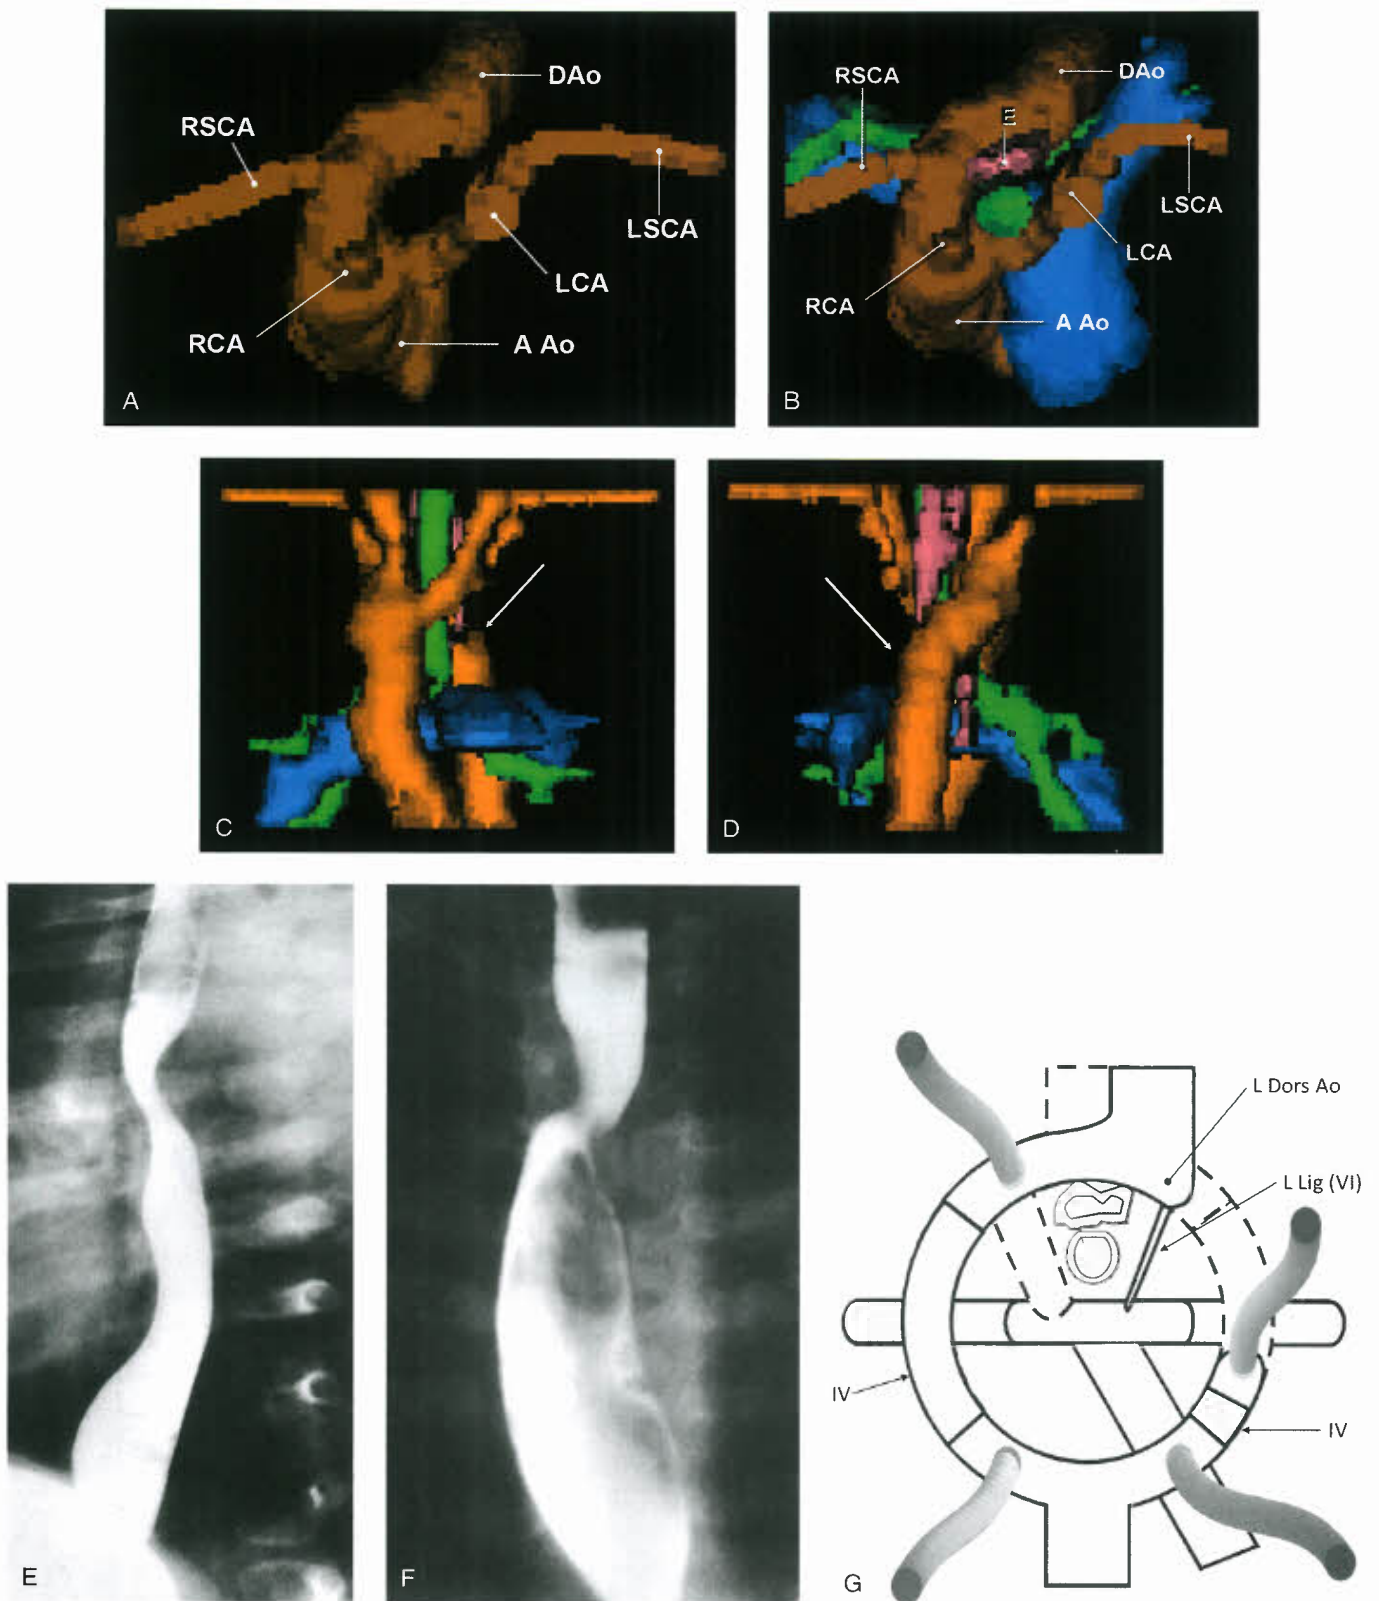 DAo
RSCA
LSCA
LCA
RCA
A Ao
A
RSCA
DAo
E
LSCA
LCA
RCA
A Ao
B
C
D
E
F
L Dors Ao
L Lig (VI)
IV
IV
G